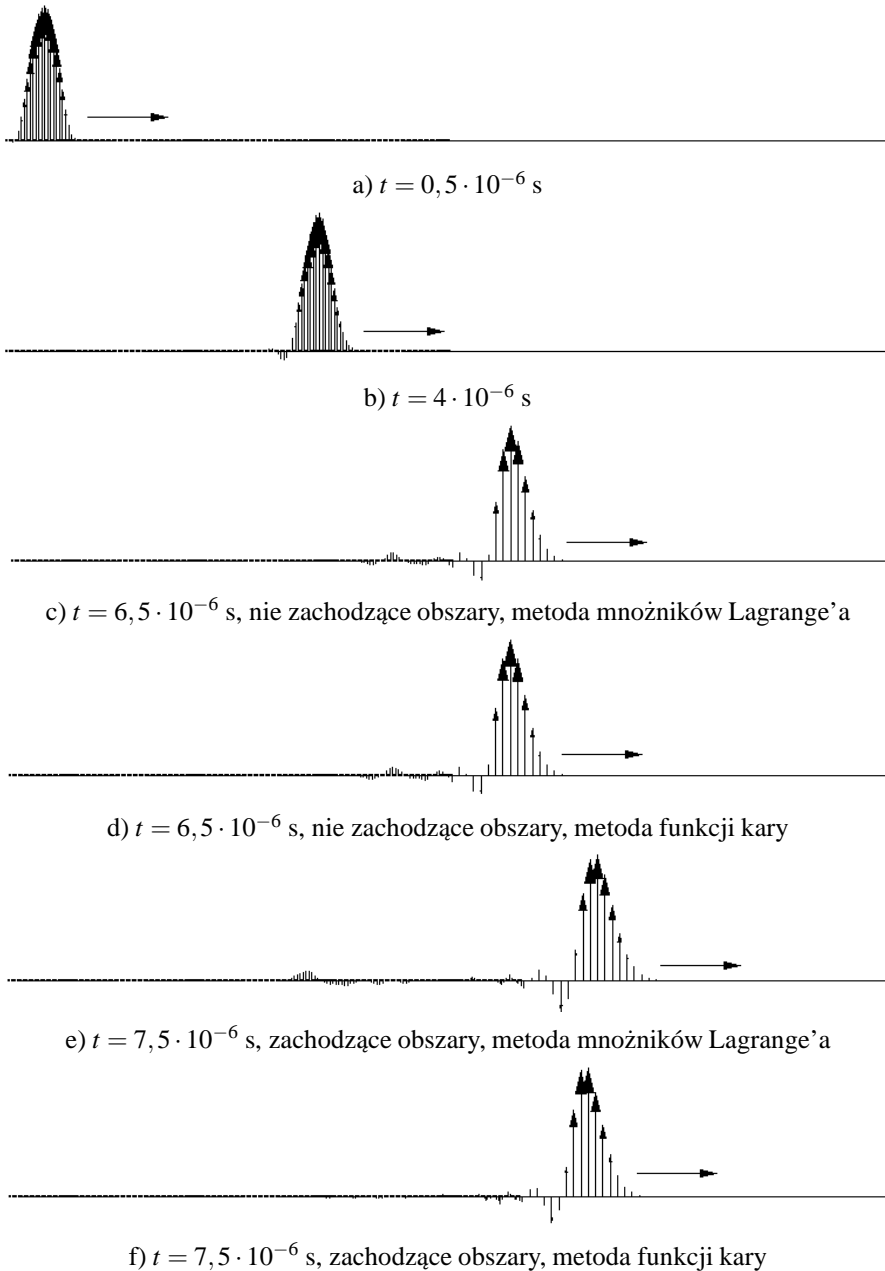 a) t = 0,5 · 10⁻⁶ s
b) t = 4 · 10⁻⁶ s
c) t = 6,5 · 10⁻⁶ s, nie zachodzące obszary, metoda mnożników Lagrange’a
d) t = 6,5 · 10⁻⁶ s, nie zachodzące obszary, metoda funkcji kary
e) t = 7,5 · 10⁻⁶ s, zachodzące obszary, metoda mnożników Lagrange’a
f) t = 7,5 · 10⁻⁶ s, zachodzące obszary, metoda funkcji kary